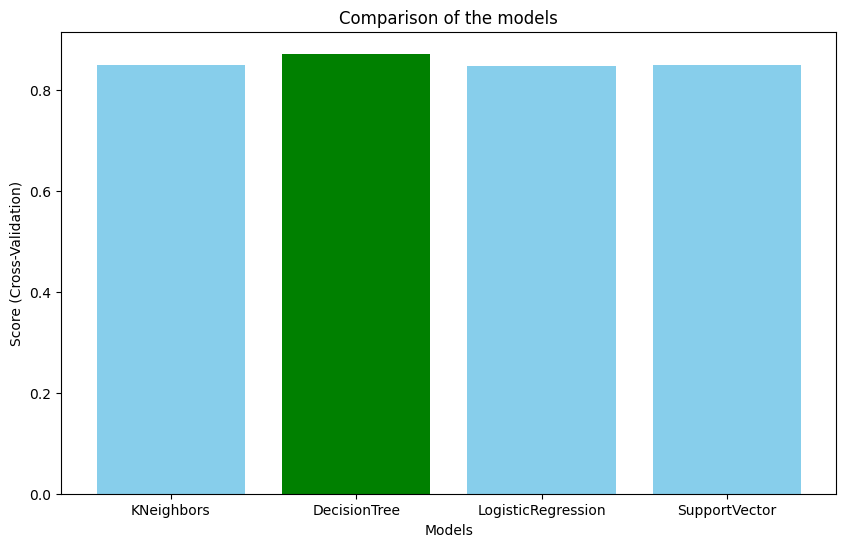 Comparison of the models
Score (Cross-Validation)
0.8
0.6
0.4
0.2
0.0
KNeighbors
DecisionTree
LogisticRegression
SupportVector
Models